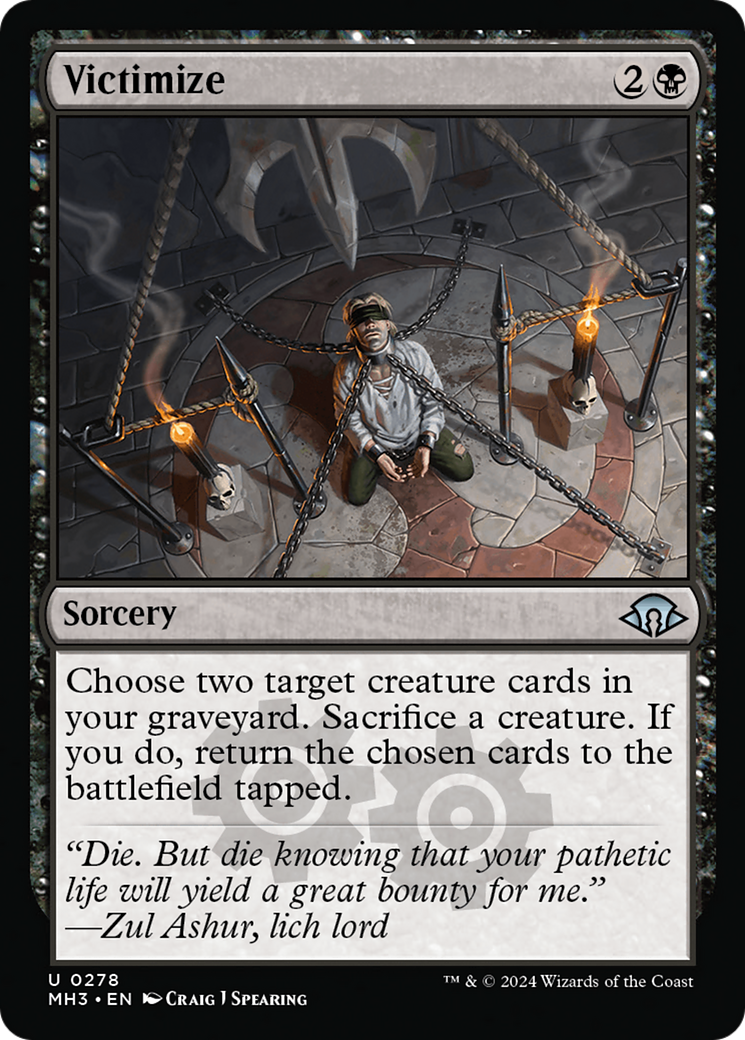 Victimize 2
Sorcery
Choose two target creature cards in
your graveyard. Sacrifice a creature. If
you do, return the chosen cards to the
battlefield tapped.
“Die. But die knowing that your pathetic
life will yield a great bounty for me.”
—Zul Ashur, lich lord
U 0278
MH3 • EN Craig J Spearing
™ & © 2024 Wizards of the Coast